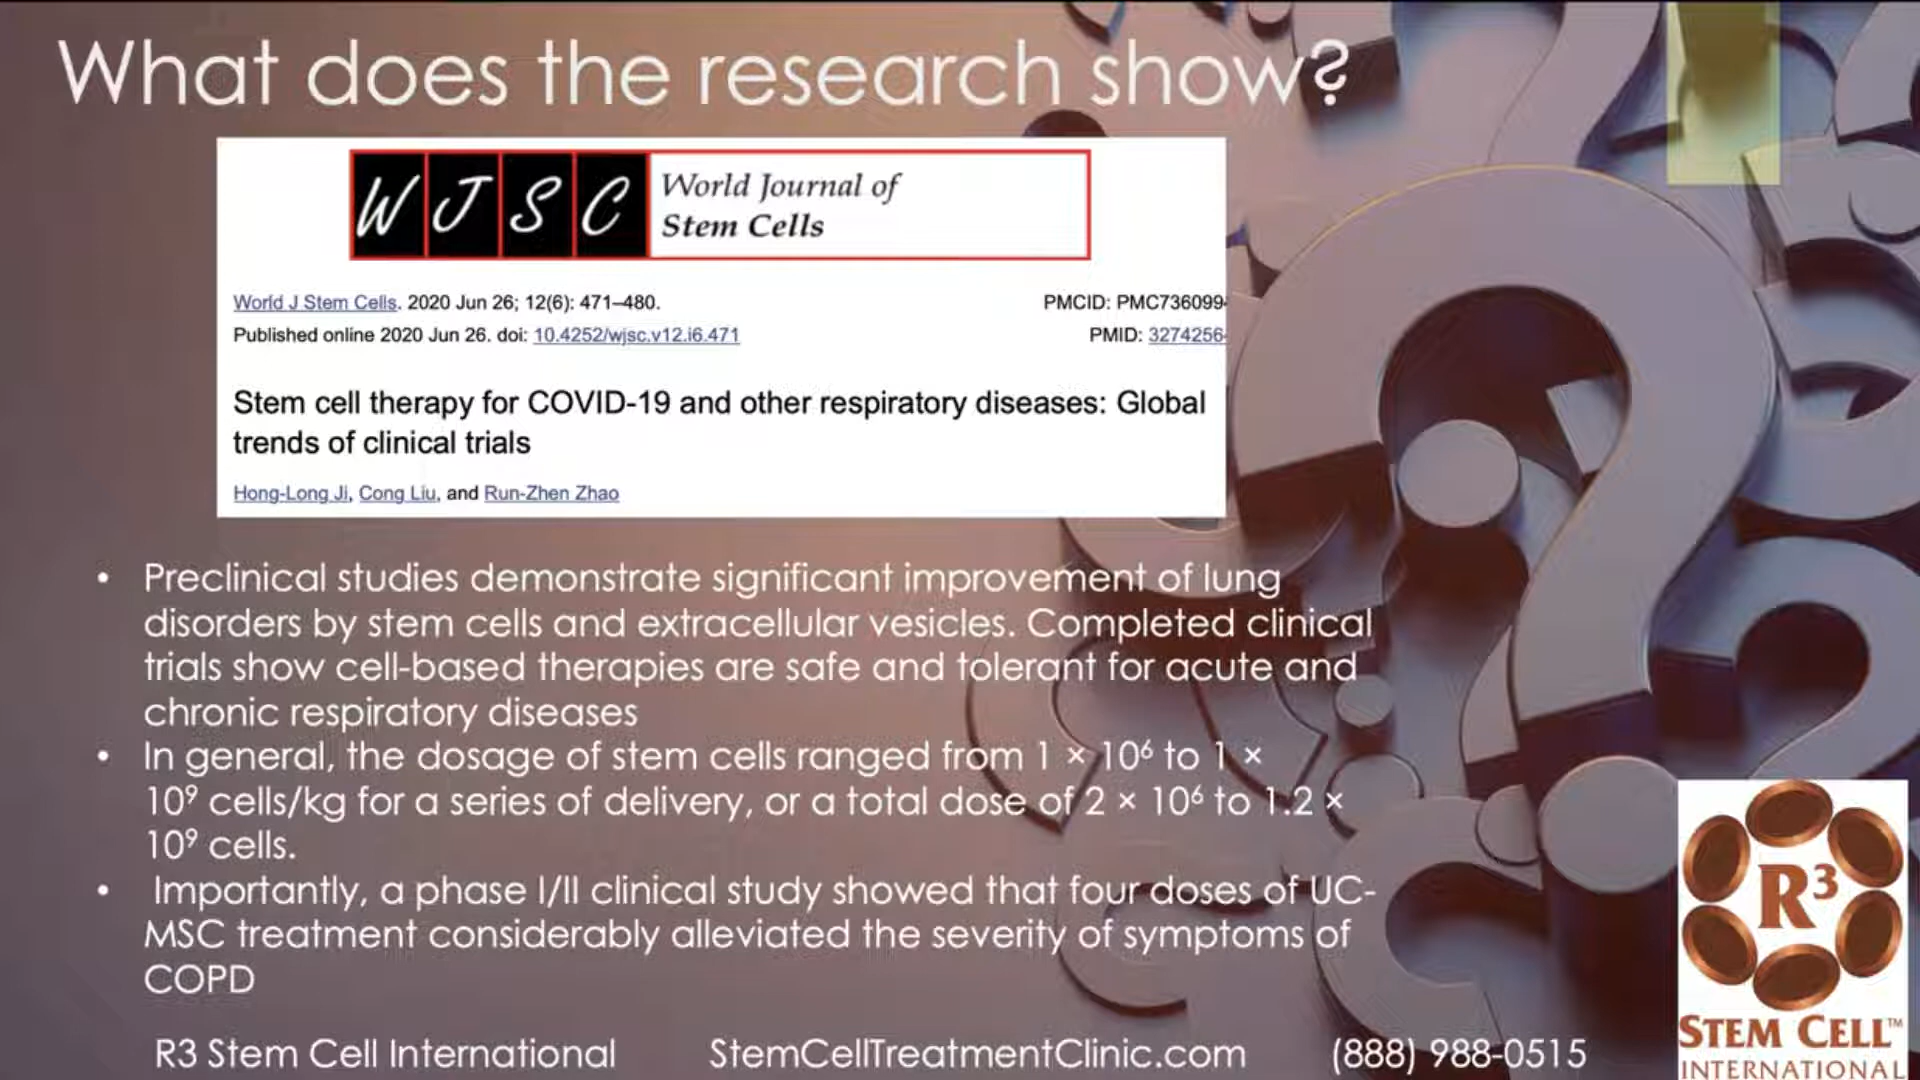 What does the research show?
W J S C World Journal of
Stem Cells
World J Stem Cells. 2020 Jun 26; 12(6): 471–480.
PMCID: PMC736099
Published online 2020 Jun 26. doi: 10.4252/wjsc.v12.i6.471
PMID: 3274256
Stem cell therapy for COVID-19 and other respiratory diseases: Global
trends of clinical trials
Hong-Long Ji, Cong Liu, and Run-Zhen Zhao
• Preclinical studies demonstrate significant improvement of lung
disorders by stem cells and extracellular vesicles. Completed clinical
trials show cell-based therapies are safe and tolerant for acute and
chronic respiratory diseases
• In general, the dosage of stem cells ranged from 1 × 10⁶ to 1 ×
10⁹ cells/kg for a series of delivery, or a total dose of 2 × 10⁶ to 1.2 ×
10⁹ cells.
• Importantly, a phase I/II clinical study showed that four doses of UC-
MSC treatment considerably alleviated the severity of symptoms of
COPD
R3 Stem Cell International StemCellTreatmentClinic.com (888) 988-0515
R³
STEM CELL™
INTERNATIONAL